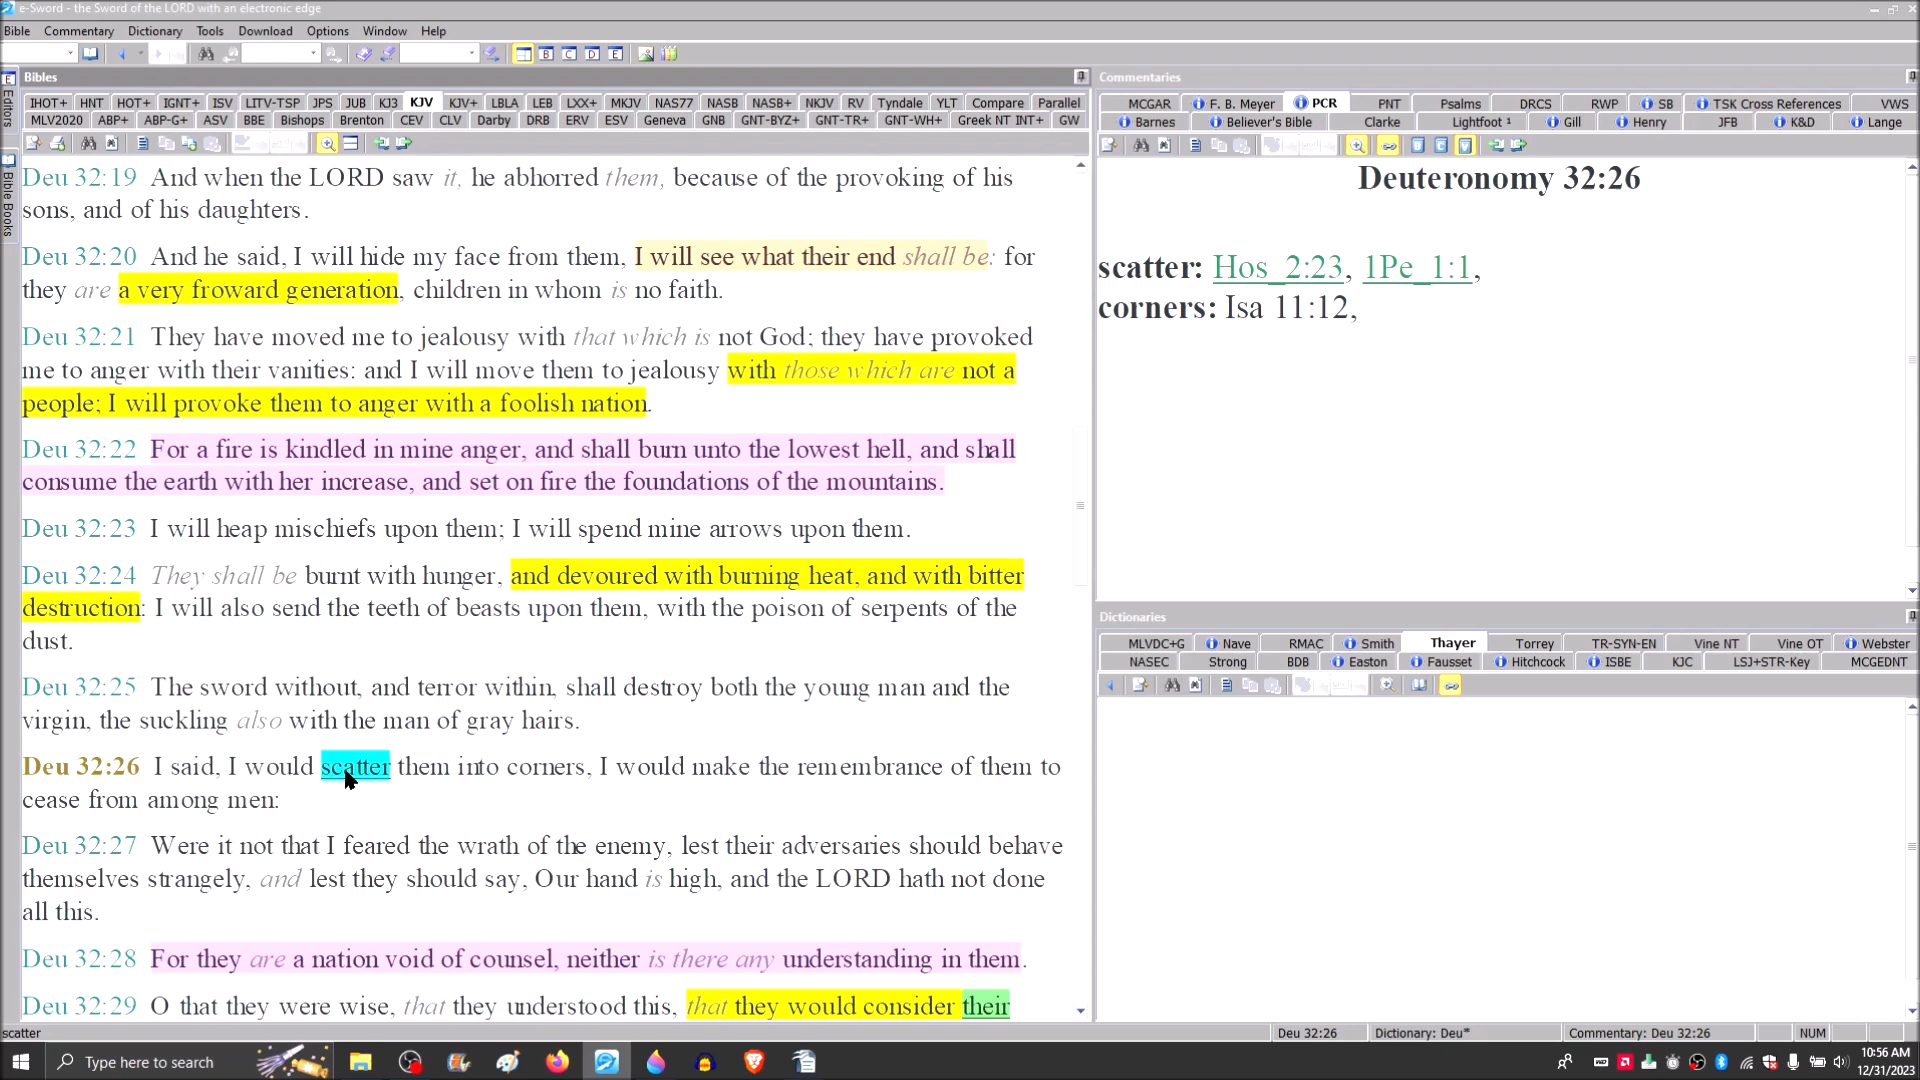 e-Sword - the Sword of the LORD with an electronic edge
Bible Commentary Dictionary Tools Download Options Window Help
B C D E
Editors
Bible Books
Bibles
IHOT+ HNT HOT+ IGNT+ ISV LITV-TSP JPS JUB KJ3 KJV KJV+ LBLA LEB LXX+ MKJV NAS77 NASB NASB+ NKJV RV Tyndale YLT Compare Parallel
MLV2020 ABP+ ABP-G+ ASV BBE Bishops Brenton CEV CLV Darby DRB ERV ESV Geneva GNB GNT-BYZ+ GNT-TR+ GNT-WH+ Greek NT INT+ GW
Deu 32:19 And when the LORD saw it, he abhorred them, because of the provoking of his
sons, and of his daughters.
Deu 32:20 And he said, I will hide my face from them, I will see what their end shall be: for
they are a very froward generation, children in whom is no faith.
Deu 32:21 They have moved me to jealousy with that which is not God; they have provoked
me to anger with their vanities: and I will move them to jealousy with those which are not a
people; I will provoke them to anger with a foolish nation.
Deu 32:22 For a fire is kindled in mine anger, and shall burn unto the lowest hell, and shall
consume the earth with her increase, and set on fire the foundations of the mountains.
Deu 32:23 I will heap mischiefs upon them; I will spend mine arrows upon them.
Deu 32:24 They shall be burnt with hunger, and devoured with burning heat, and with bitter
destruction: I will also send the teeth of beasts upon them, with the poison of serpents of the
dust.
Deu 32:25 The sword without, and terror within, shall destroy both the young man and the
virgin, the suckling also with the man of gray hairs.
Deu 32:26 I said, I would scatter them into corners, I would make the remembrance of them to
cease from among men:
Deu 32:27 Were it not that I feared the wrath of the enemy, lest their adversaries should behave
themselves strangely, and lest they should say, Our hand is high, and the LORD hath not done
all this.
Deu 32:28 For they are a nation void of counsel, neither is there any understanding in them.
Deu 32:29 O that they were wise, that they understood this, that they would consider their
Commentaries
MCGAR F. B. Meyer PCR PNT Psalms DRCS RWP SB TSK Cross References VWS
Barnes Believer's Bible Clarke Lightfoot ¹ Gill Henry JFB K&D Lange
Deuteronomy 32:26
scatter: Hos_2:23, 1Pe_1:1,
corners: Isa 11:12,
Dictionaries
MLVDC+G Nave RMAC Smith Thayer Torrey TR-SYN-EN Vine NT Vine OT Webster
NASEC Strong BDB Easton Fausset Hitchcock ISBE KJC LSJ+STR-Key MCGEDNT
scatter Deu 32:26 Dictionary: Deu* Commentary: Deu 32:26 NUM
Type here to search
10:56 AM
12/31/2023